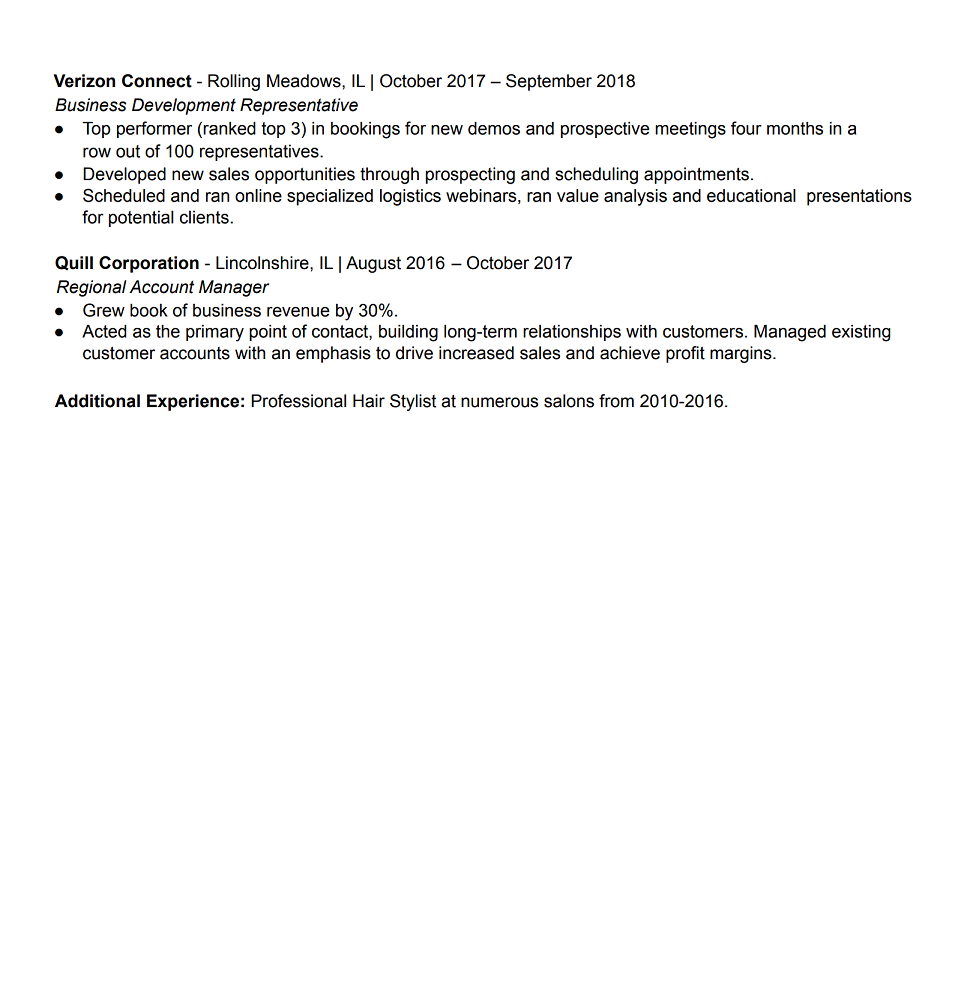 Verizon Connect - Rolling Meadows, IL | October 2017 – September 2018
Business Development Representative
● Top performer (ranked top 3) in bookings for new demos and prospective meetings four months in a
row out of 100 representatives.
● Developed new sales opportunities through prospecting and scheduling appointments.
● Scheduled and ran online specialized logistics webinars, ran value analysis and educational  presentations
for potential clients.
Quill Corporation - Lincolnshire, IL | August 2016 – October 2017
Regional Account Manager
● Grew book of business revenue by 30%.
● Acted as the primary point of contact, building long-term relationships with customers. Managed existing
customer accounts with an emphasis to drive increased sales and achieve profit margins.
Additional Experience: Professional Hair Stylist at numerous salons from 2010-2016.